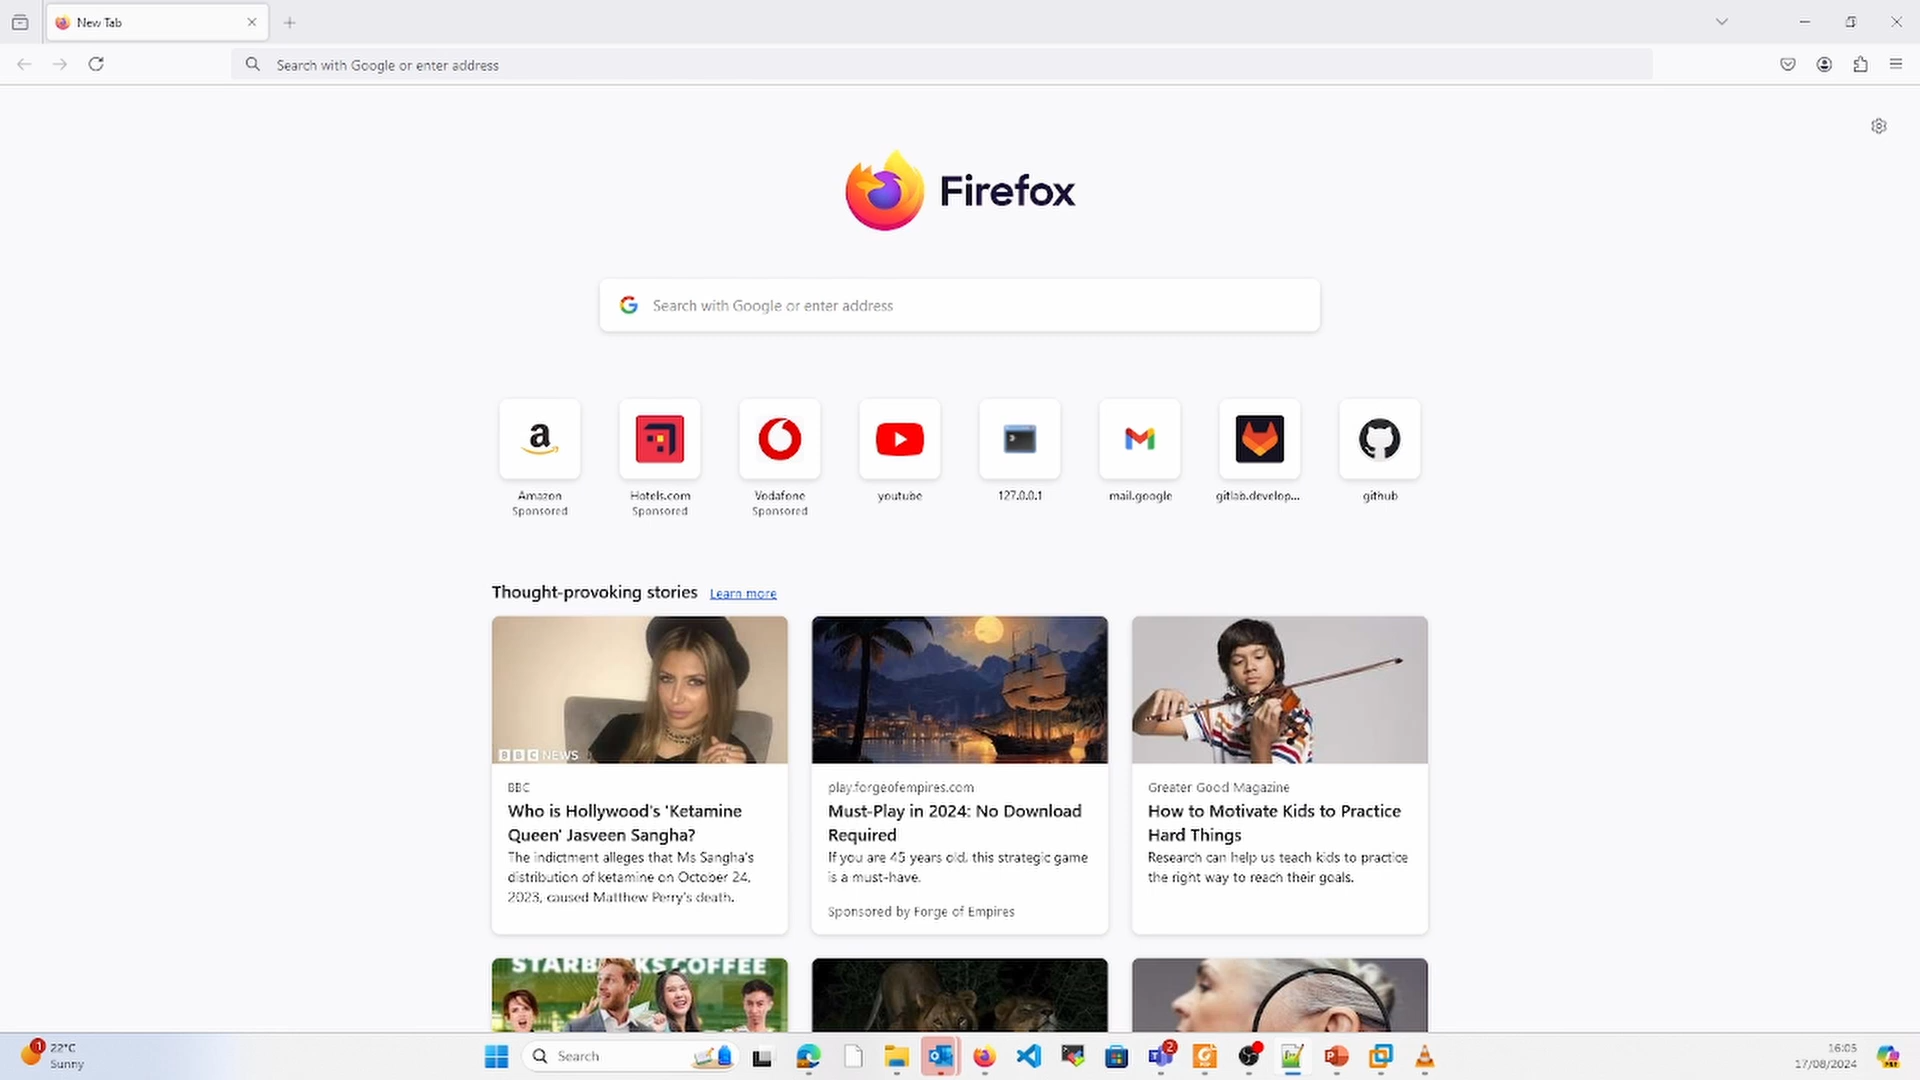 New Tab
Search with Google or enter address
Firefox
Search with Google or enter address
a
Amazon
Sponsored
Hotels.com
Sponsored
Vodafone
Sponsored
youtube
127.0.0.1
mail.google
gitlab.develop...
github
Thought-provoking stories Learn more
BBC NEWS
BBC
Who is Hollywood's 'Ketamine
Queen' Jasveen Sangha?
The indictment alleges that Ms Sangha's
distribution of ketamine on October 24,
2023, caused Matthew Perry's death.
play.forgeofempires.com
Must-Play in 2024: No Download
Required
If you are 45 years old, this strategic game
is a must-have.
Sponsored by Forge of Empires
Greater Good Magazine
How to Motivate Kids to Practice
Hard Things
Research can help us teach kids to practice
the right way to reach their goals.
STARBUCKS COFFEE
1
22°C
Sunny
Search
2
16:05
17/08/2024